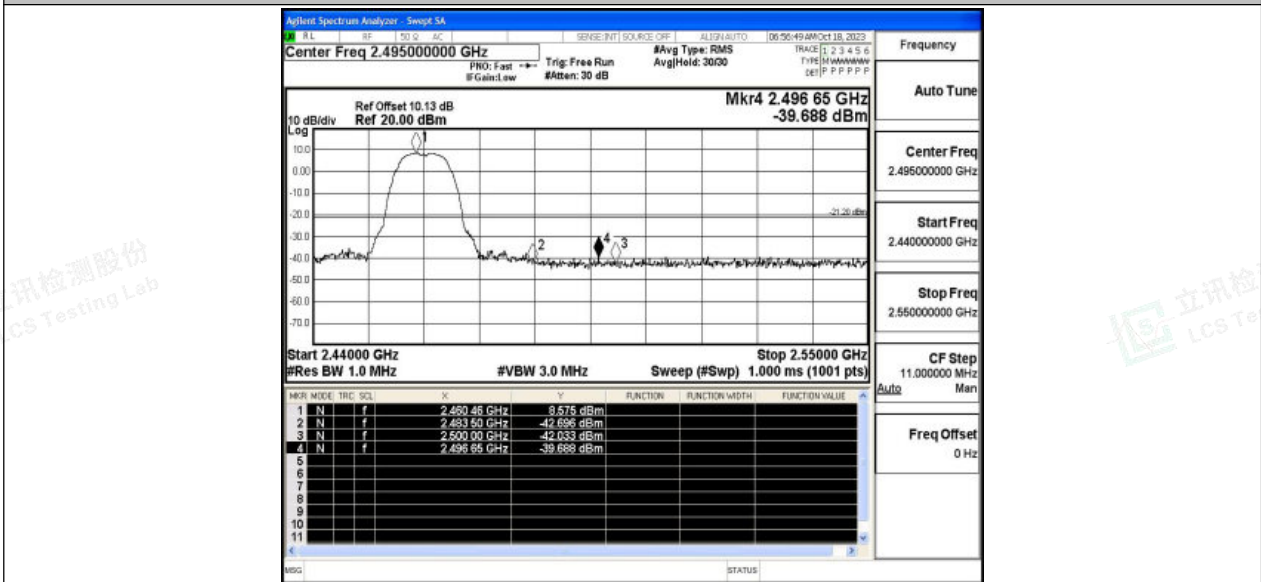 Agilent Spectrum Analyzer - Swept SA
RL RF 50 Ω AC SENSE:INT SOURCE OFF ALIGN AUTO 06:56:49 AM Oct 18, 2023
Center Freq 2.495000000 GHz
PNO: Fast
IFGain:Low
Trig: Free Run
#Atten: 30 dB
#Avg Type: RMS
Avg|Hold: 30/30
TRACE 1 2 3 4 5 6
TYPE M WWWWW
DET P P P P P P
Frequency
Auto Tune
Center Freq
2.495000000 GHz
Start Freq
2.440000000 GHz
Stop Freq
2.550000000 GHz
CF Step
11.000000 MHz
Auto Man
Freq Offset
0 Hz
Mkr4 2.496 65 GHz
-39.688 dBm
Ref Offset 10.13 dB
10 dB/div Ref 20.00 dBm
Log
10.0
0.00
-10.0
-20.0
-30.0
-40.0
-50.0
-60.0
-70.0
1
2
4
3
-21.20 dBm
Start 2.44000 GHz Stop 2.55000 GHz
#Res BW 1.0 MHz #VBW 3.0 MHz Sweep (#Swp) 1.000 ms (1001 pts)
MKR MODE TRC SCL X Y FUNCTION FUNCTION WIDTH FUNCTION VALUE
1 N f 2.460 46 GHz 8.575 dBm
2 N f 2.483 50 GHz -42.696 dBm
3 N f 2.500 00 GHz -42.033 dBm
4 N f 2.496 65 GHz -39.688 dBm
5
6
7
8
9
10
11
MSG STATUS
讯检测股份
LCS Testing Lab
立讯检
LCS Te